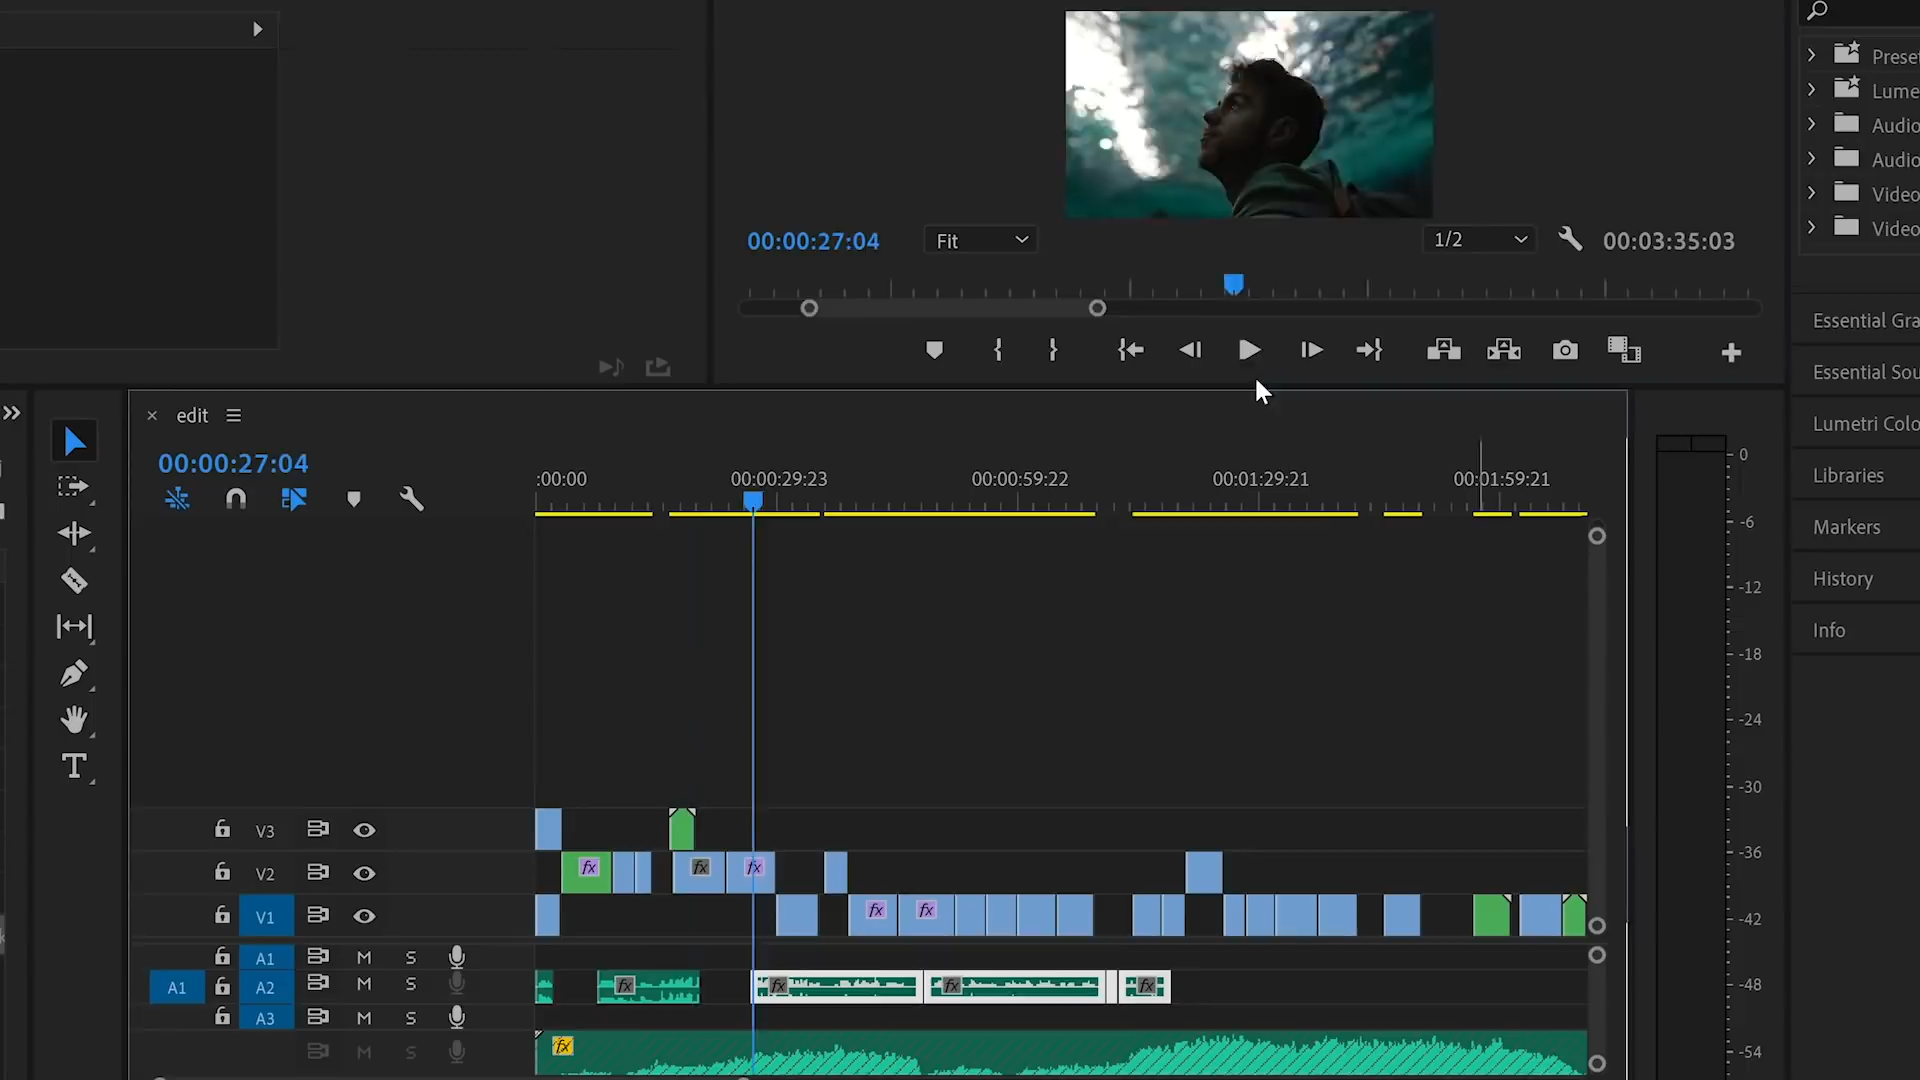 Prese
Lume
Audio
Audio
Video
Video
00:00:27:04
Fit
1/2
00:03:35:03
Essential Gra
Essential Sou
Lumetri Colo
Libraries
Markers
History
Info
edit
00:00:27:04
:00:00
00:00:29:23
00:00:59:22
00:01:29:21
00:01:59:21
0
-6
-12
-18
-24
-30
-36
-42
-48
-54
V3
V2
fx
fx
fx
V1
fx
fx
A1
M
S
A1
A2
M
S
fx
fx
fx
fx
A3
M
S
M
S
fx